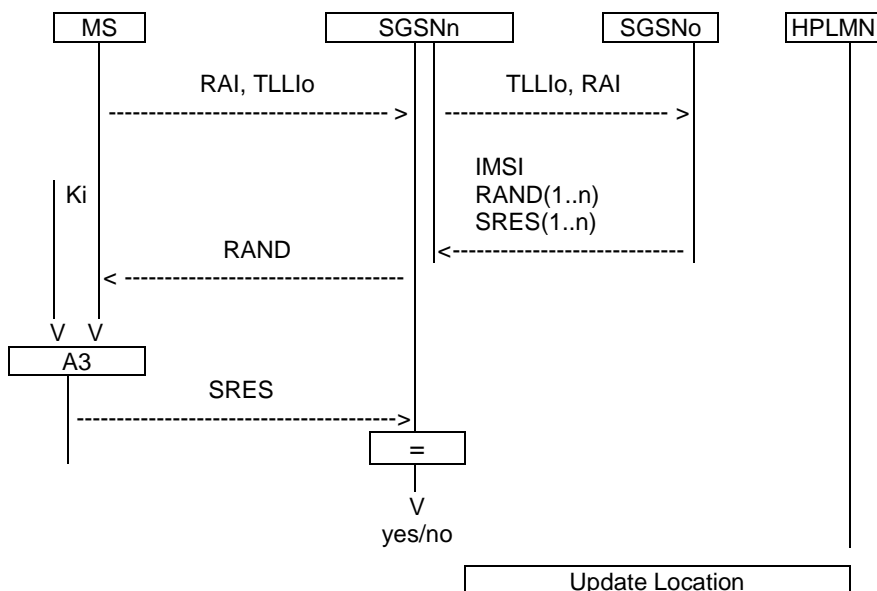 MS SGSNn SGSNo HPLMN
RAI, TLLIo TLLIo, RAI
------------------------------- > ------------------------- >
IMSI
Ki RAND(1..n)
SRES(1..n)
RAND <--------------------------
< -------------------------------
V V
A3
SRES
------------------------------------>
=
V
yes/no
Update Location